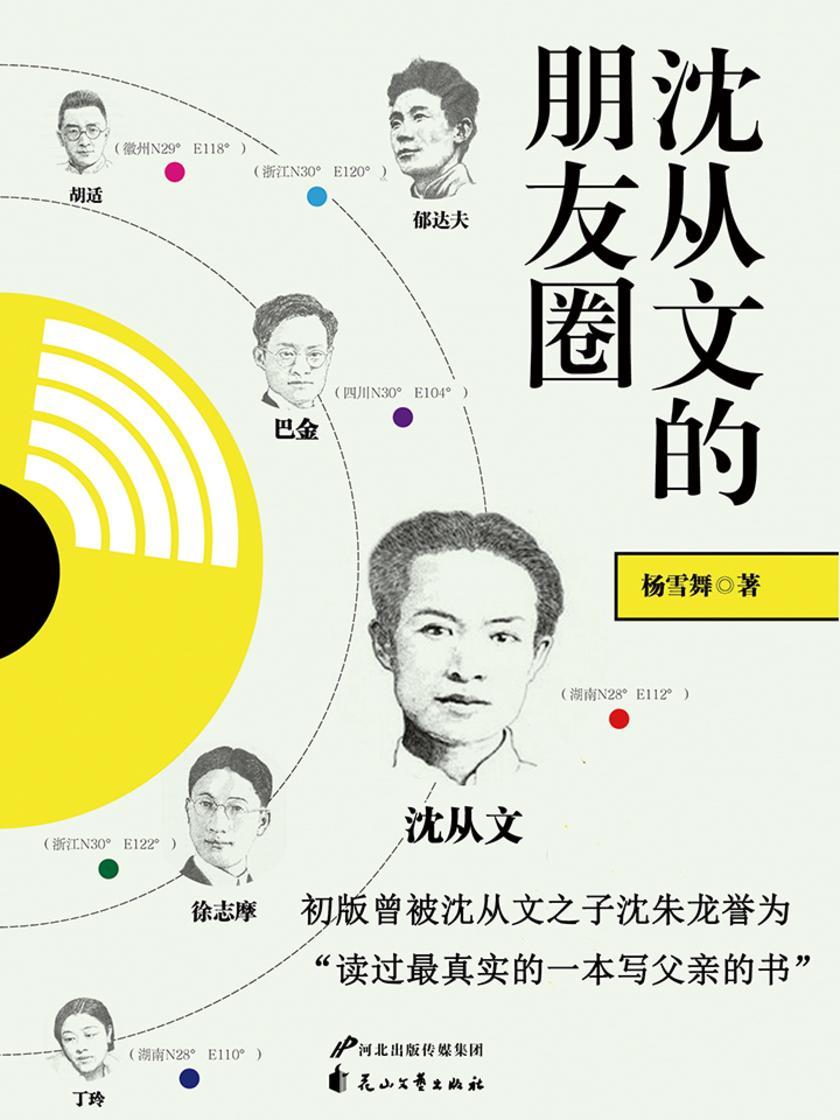 沈从文的
朋友圈
杨雪舞◎著
胡适
(徽州N29° E118° )
(浙江N30° E120° )
郁达夫
巴金
(四川N30° E104° )
(湖南N28° E112° )
沈从文
(浙江N30° E122° )
徐志摩
初版曾被沈从文之子沈朱龙誉为
“读过最真实的一本写父亲的书”
丁玲
(湖南N28° E110° )
河北出版传媒集团
花山文艺出版社